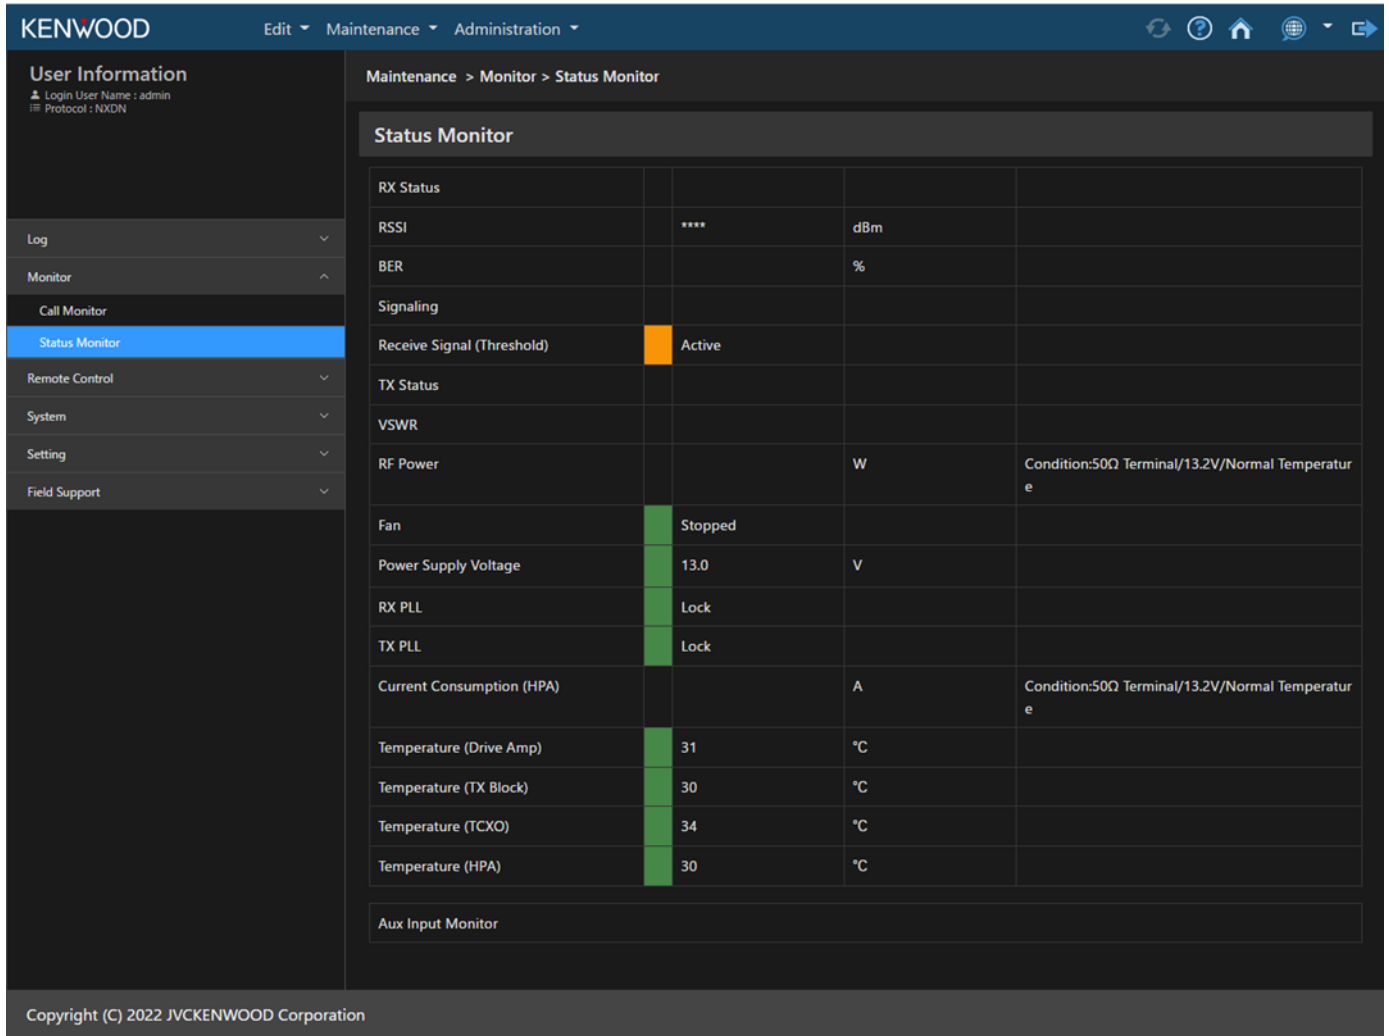 KENWOOD Edit Maintenance Administration
User Information
Login User Name : admin
Protocol : NXDN
Log
Monitor
Call Monitor
Status Monitor
Remote Control
System
Setting
Field Support
Maintenance > Monitor > Status Monitor
Status Monitor
RX Status
RSSI **** dBm
BER %
Signaling
Receive Signal (Threshold) Active
TX Status
VSWR
RF Power W Condition:50Ω Terminal/13.2V/Normal Temperatur
e
Fan Stopped
Power Supply Voltage 13.0 V
RX PLL Lock
TX PLL Lock
Current Consumption (HPA) A Condition:50Ω Terminal/13.2V/Normal Temperatur
e
Temperature (Drive Amp) 31 °C
Temperature (TX Block) 30 °C
Temperature (TCXO) 34 °C
Temperature (HPA) 30 °C
Aux Input Monitor
Copyright (C) 2022 JVCKENWOOD Corporation